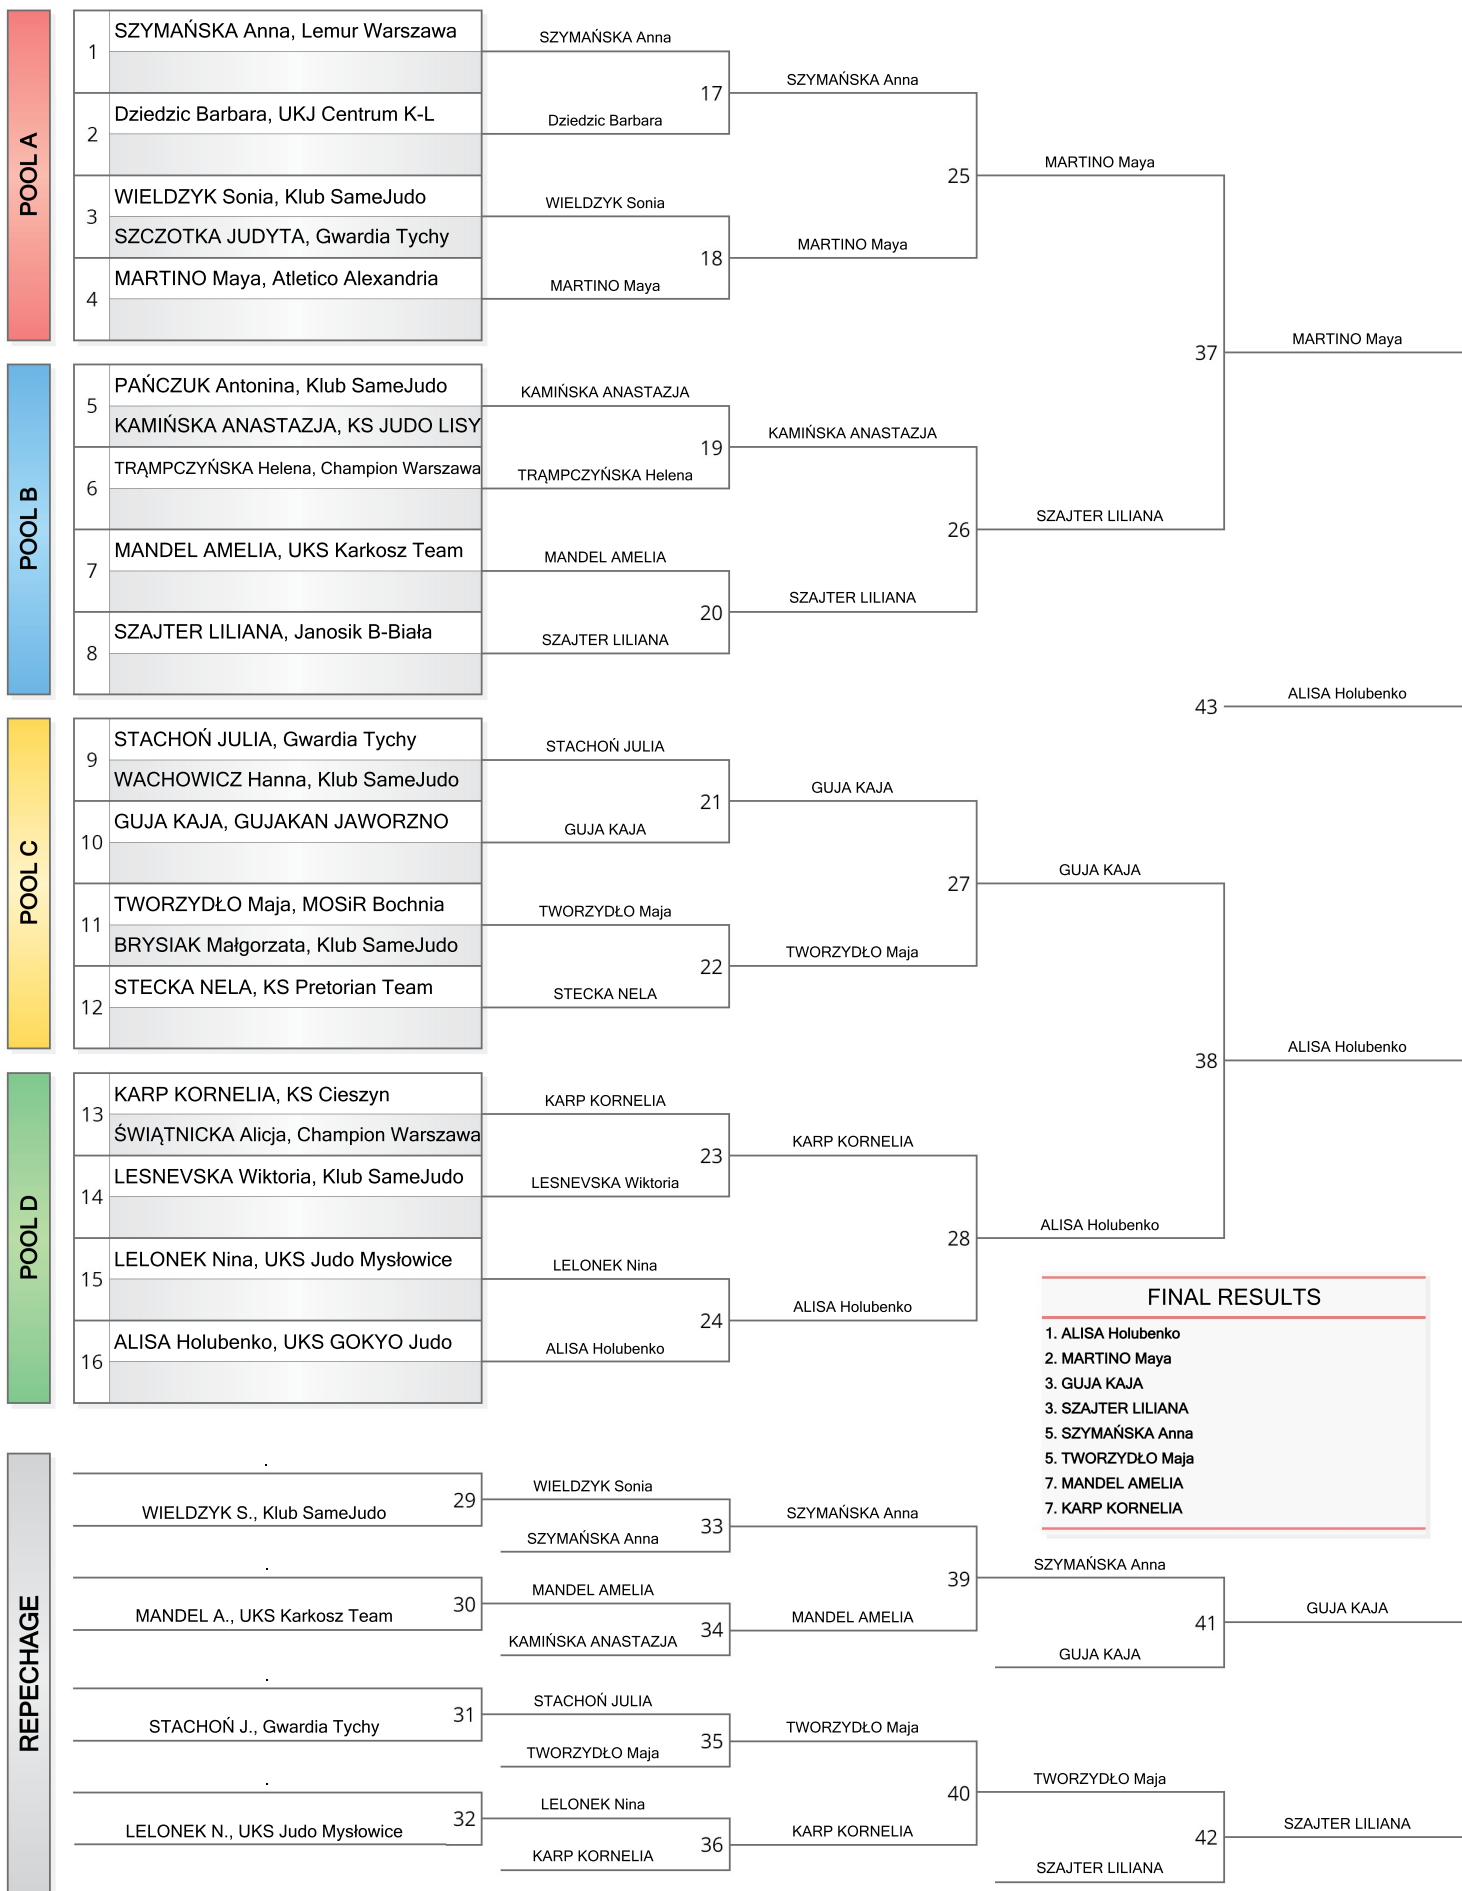 POOL A
1
SZYMAŃSKA Anna, Lemur Warszawa
2
Dziedzic Barbara, UKJ Centrum K-L
3
WIELDZYK Sonia, Klub SameJudo
SZCZOTKA JUDYTA, Gwardia Tychy
4
MARTINO Maya, Atletico Alexandria
SZYMAŃSKA Anna
17
Dziedzic Barbara
WIELDZYK Sonia
18
MARTINO Maya
SZYMAŃSKA Anna
25
MARTINO Maya
MARTINO Maya
POOL B
5
PAŃCZUK Antonina, Klub SameJudo
KAMIŃSKA ANASTAZJA, KS JUDO LISY
6
TRĄMPCZYŃSKA Helena, Champion Warszawa
7
MANDEL AMELIA, UKS Karkosz Team
8
SZAJTER LILIANA, Janosik B-Biała
KAMIŃSKA ANASTAZJA
19
TRĄMPCZYŃSKA Helena
MANDEL AMELIA
20
SZAJTER LILIANA
KAMIŃSKA ANASTAZJA
26
SZAJTER LILIANA
SZAJTER LILIANA
37
MARTINO Maya
43
ALISA Holubenko
POOL C
9
STACHOŃ JULIA, Gwardia Tychy
WACHOWICZ Hanna, Klub SameJudo
10
GUJA KAJA, GUJAKAN JAWORZNO
11
TWORZYDŁO Maja, MOSiR Bochnia
BRYSIAK Małgorzata, Klub SameJudo
12
STECKA NELA, KS Pretorian Team
STACHOŃ JULIA
21
GUJA KAJA
TWORZYDŁO Maja
22
STECKA NELA
GUJA KAJA
27
TWORZYDŁO Maja
GUJA KAJA
POOL D
13
KARP KORNELIA, KS Cieszyn
ŚWIĄTNICKA Alicja, Champion Warszawa
14
LESNEVSKA Wiktoria, Klub SameJudo
15
LELONEK Nina, UKS Judo Mysłowice
16
ALISA Holubenko, UKS GOKYO Judo
KARP KORNELIA
23
LESNEVSKA Wiktoria
LELONEK Nina
24
ALISA Holubenko
KARP KORNELIA
28
ALISA Holubenko
ALISA Holubenko
38
ALISA Holubenko
FINAL RESULTS
1. ALISA Holubenko
2. MARTINO Maya
3. GUJA KAJA
3. SZAJTER LILIANA
5. SZYMAŃSKA Anna
5. TWORZYDŁO Maja
7. MANDEL AMELIA
7. KARP KORNELIA
REPECHAGE
.
WIELDZYK S., Klub SameJudo
29
.
MANDEL A., UKS Karkosz Team
30
.
STACHOŃ J., Gwardia Tychy
31
.
LELONEK N., UKS Judo Mysłowice
32
WIELDZYK Sonia
33
SZYMAŃSKA Anna
MANDEL AMELIA
34
KAMIŃSKA ANASTAZJA
STACHOŃ JULIA
35
TWORZYDŁO Maja
LELONEK Nina
36
KARP KORNELIA
SZYMAŃSKA Anna
39
MANDEL AMELIA
TWORZYDŁO Maja
40
KARP KORNELIA
SZYMAŃSKA Anna
41
GUJA KAJA
GUJA KAJA
TWORZYDŁO Maja
42
SZAJTER LILIANA
SZAJTER LILIANA